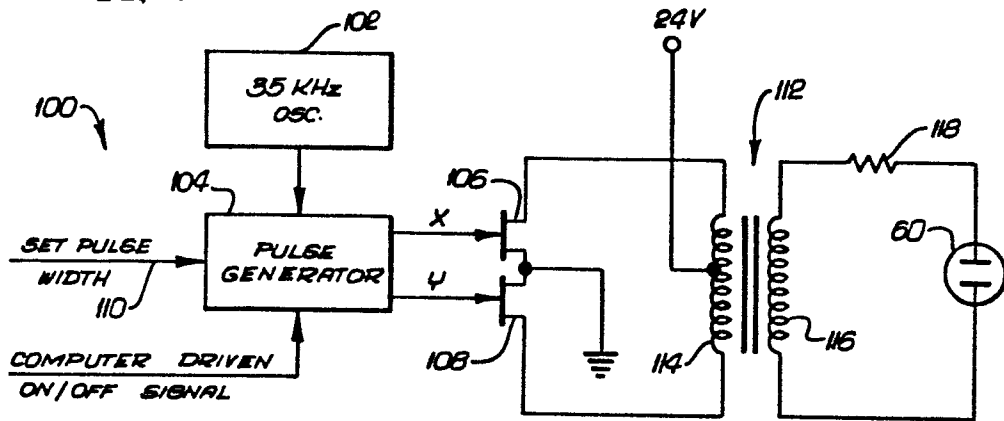 102
35 KHz
OSC.
100
104
PULSE
GENERATOR
SET PULSE
WIDTH
110
COMPUTER DRIVEN
ON/OFF SIGNAL
X
Y
106
108
24V
112
114
116
118
60